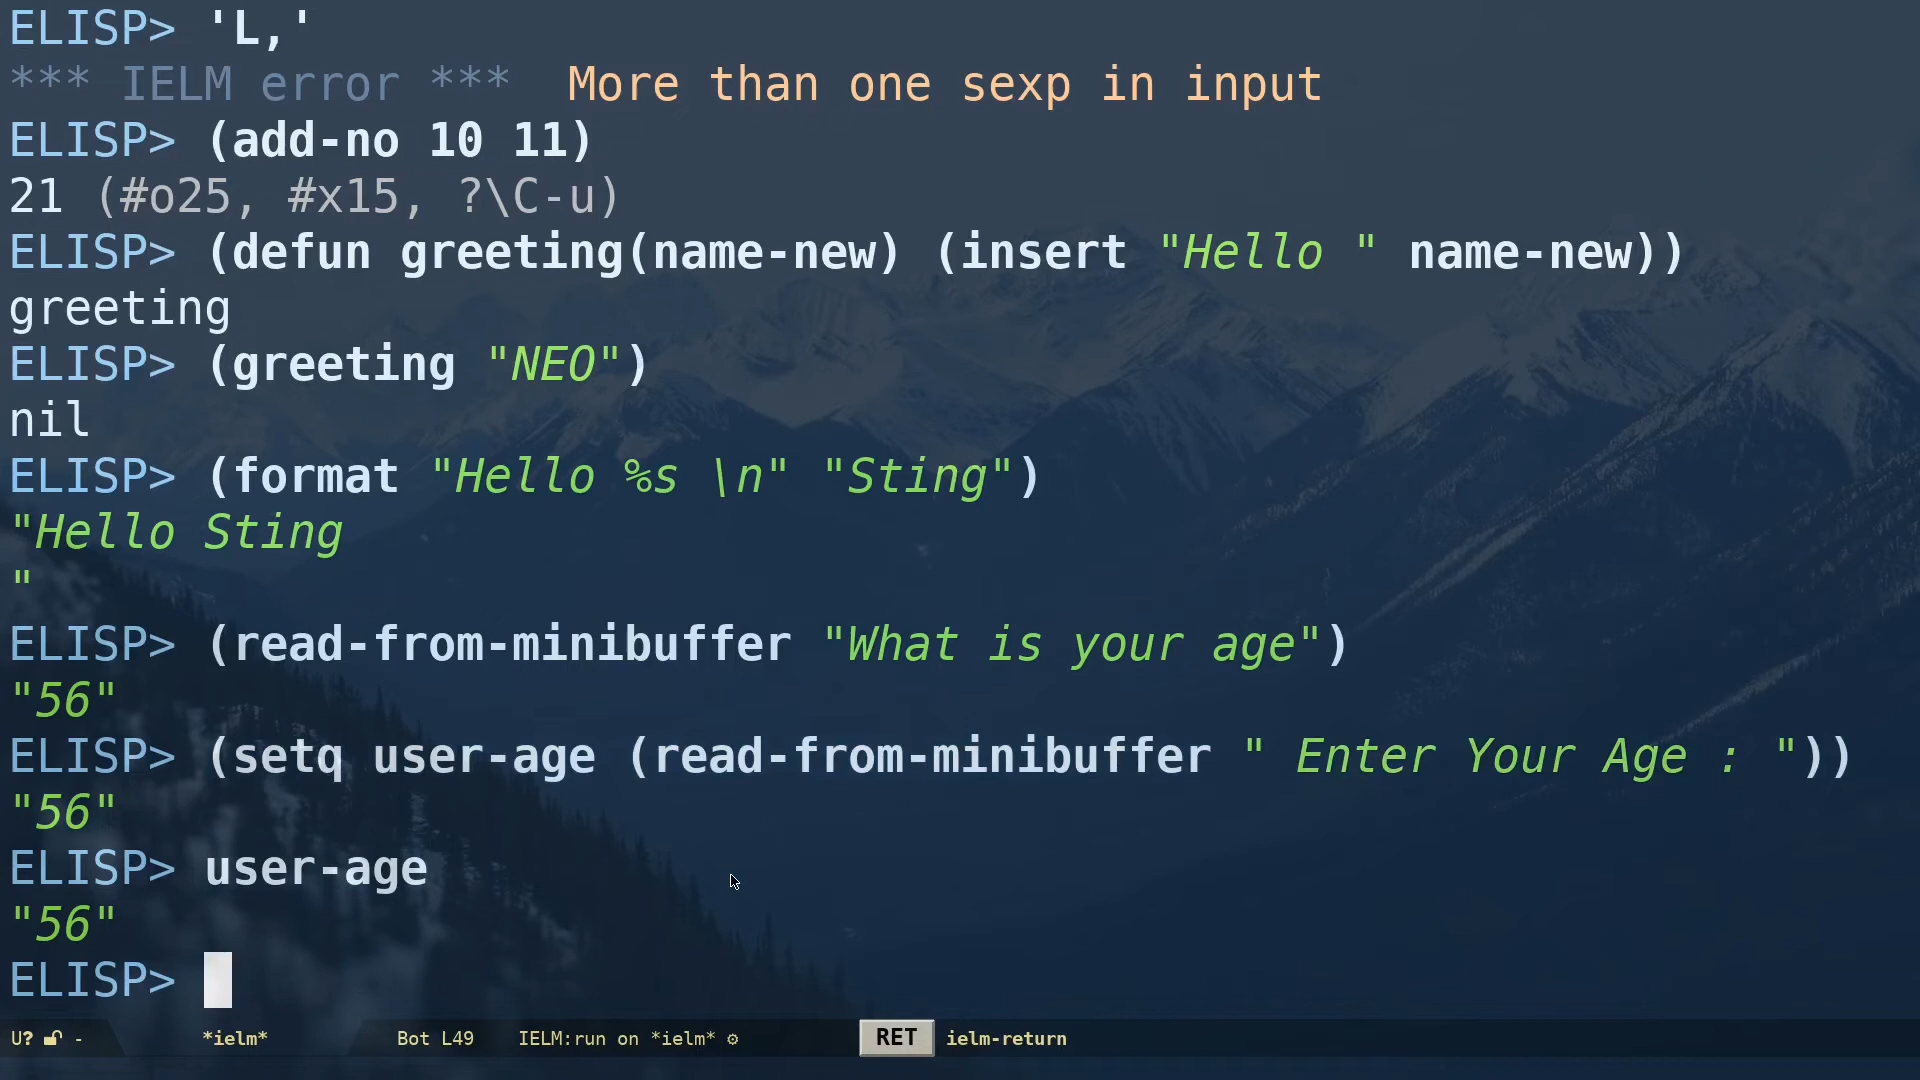 ELISP> 'L,'
*** IELM error ***  More than one sexp in input
ELISP> (add-no 10 11)
21 (#o25, #x15, ?\C-u)
ELISP> (defun greeting(name-new) (insert "Hello " name-new))
greeting
ELISP> (greeting "NEO")
nil
ELISP> (format "Hello %s \n" "Sting")
"Hello Sting
"
ELISP> (read-from-minibuffer "What is your age")
"56"
ELISP> (setq user-age (read-from-minibuffer " Enter Your Age : "))
"56"
ELISP> user-age
"56"
ELISP>
U? - *ielm* Bot L49 IELM:run on *ielm* RET ielm-return